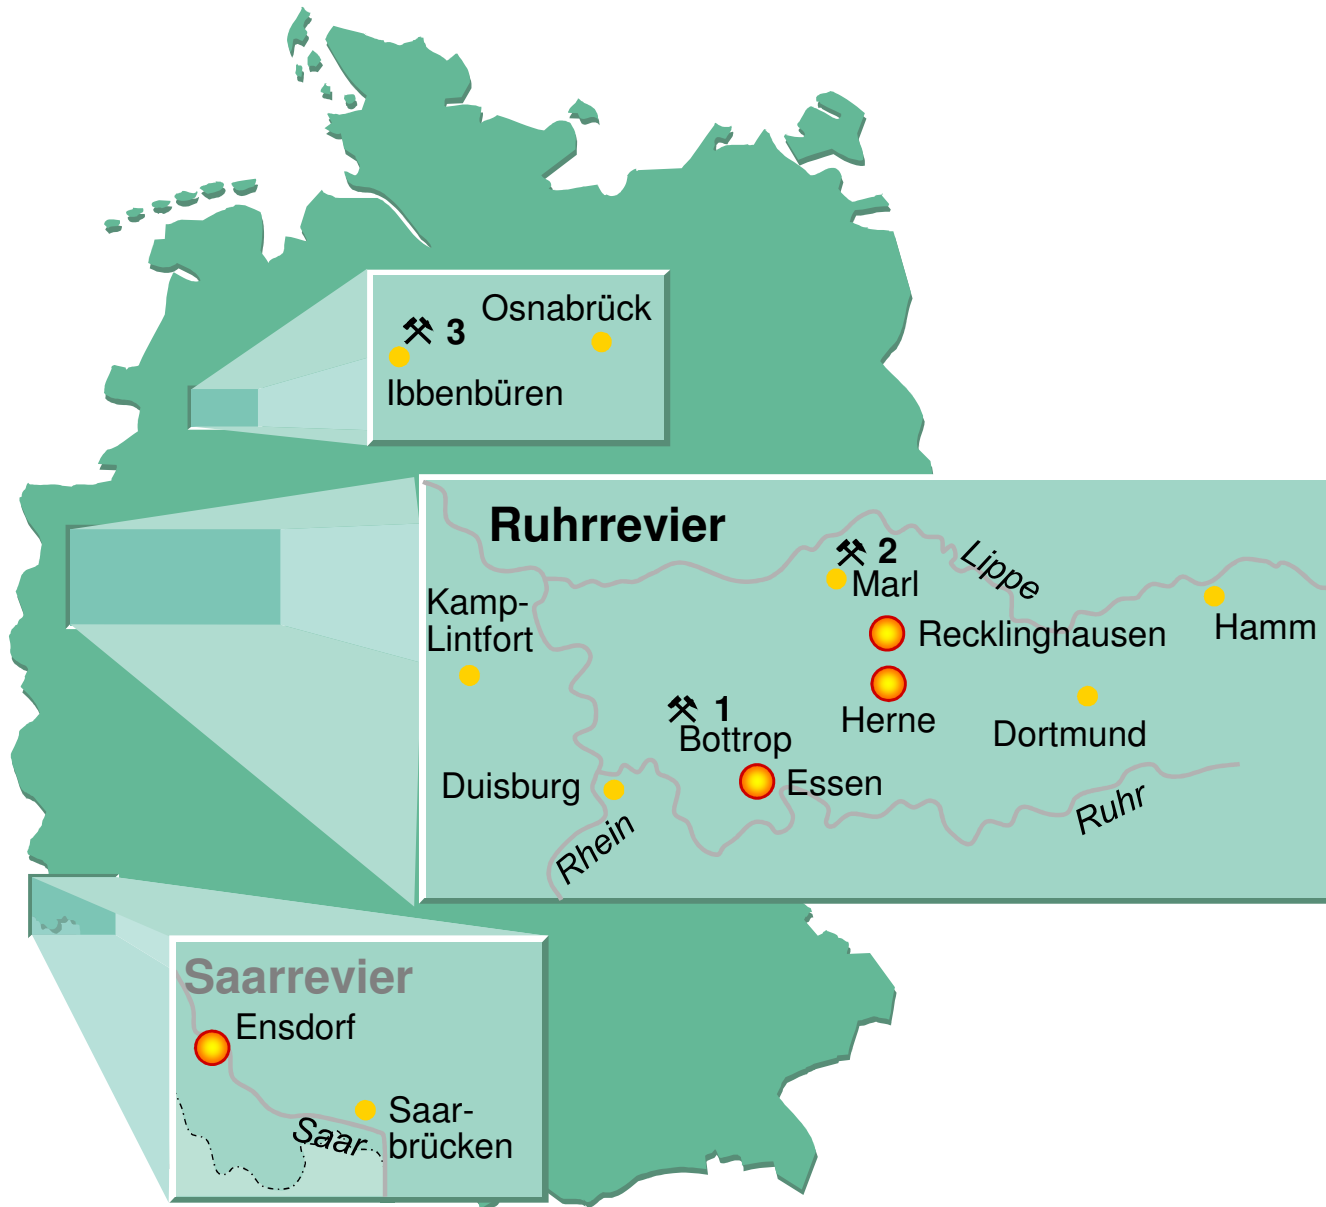 Osnabrück
⚒ 3
Ibbenbüren
Ruhrrevier
⚒ 2
Marl
Lippe
Kamp-
Lintfort
Recklinghausen
Hamm
⚒ 1
Bottrop
Herne
Dortmund
Duisburg
Essen
Rhein
Ruhr
Saarrevier
Ensdorf
Saar-
brücken
Saar